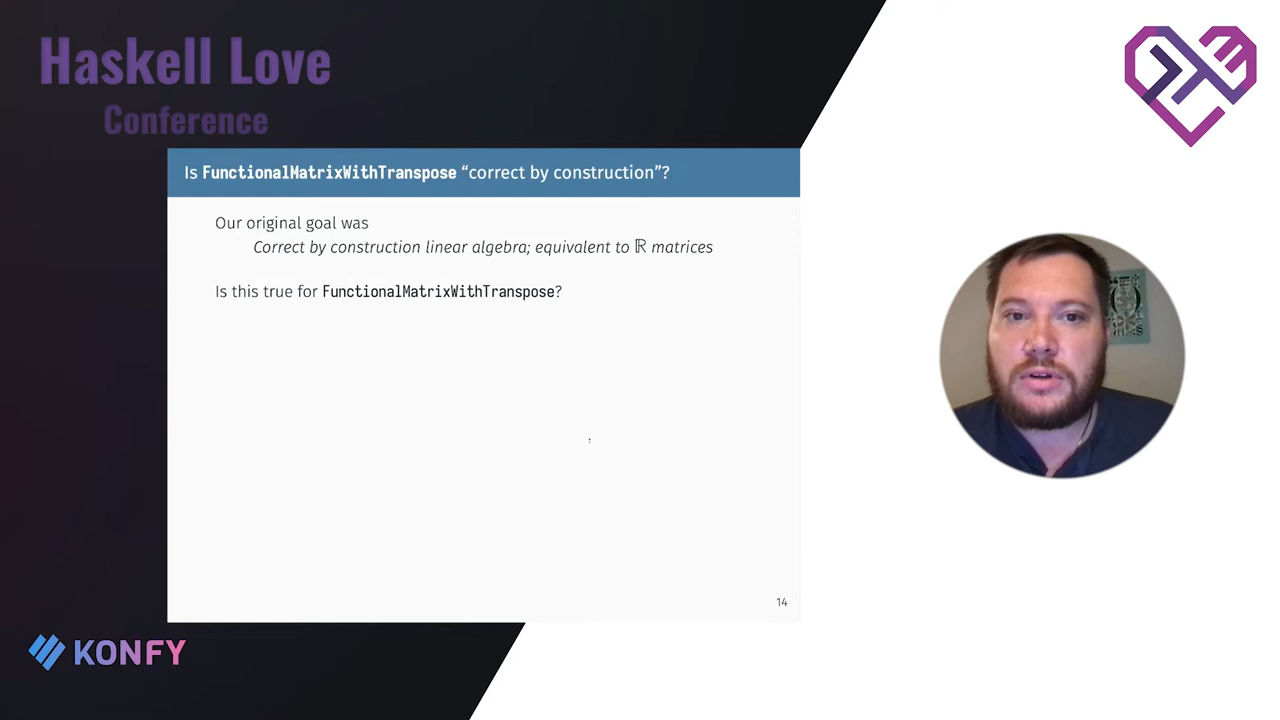 Haskell Love
Conference
Is FunctionalMatrixWithTranspose “correct by construction”?
Our original goal was
Correct by construction linear algebra; equivalent to ℝ matrices
Is this true for FunctionalMatrixWithTranspose?
14
KONFY